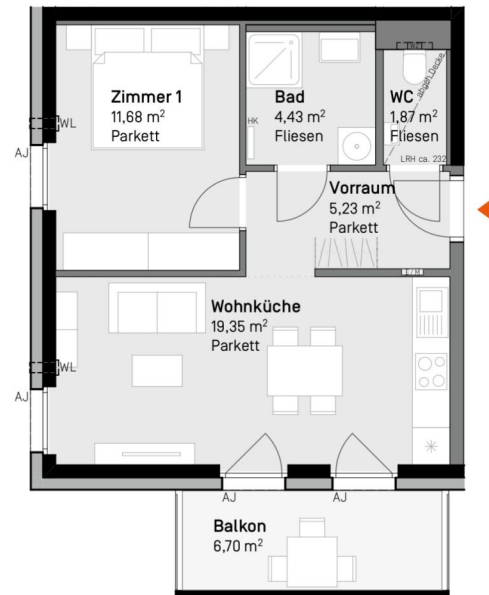 Zimmer 1
11,68 m²
Parkett
Bad
4,43 m²
Fliesen
WC
1,87 m²
Fliesen
abgeh. Decke
LRH ca. 232
HK
WL
AJ
Vorraum
5,23 m²
Parkett
E/M
Wohnküche
19,35 m²
Parkett
WL
AJ
AJ
AJ
Balkon
6,70 m²